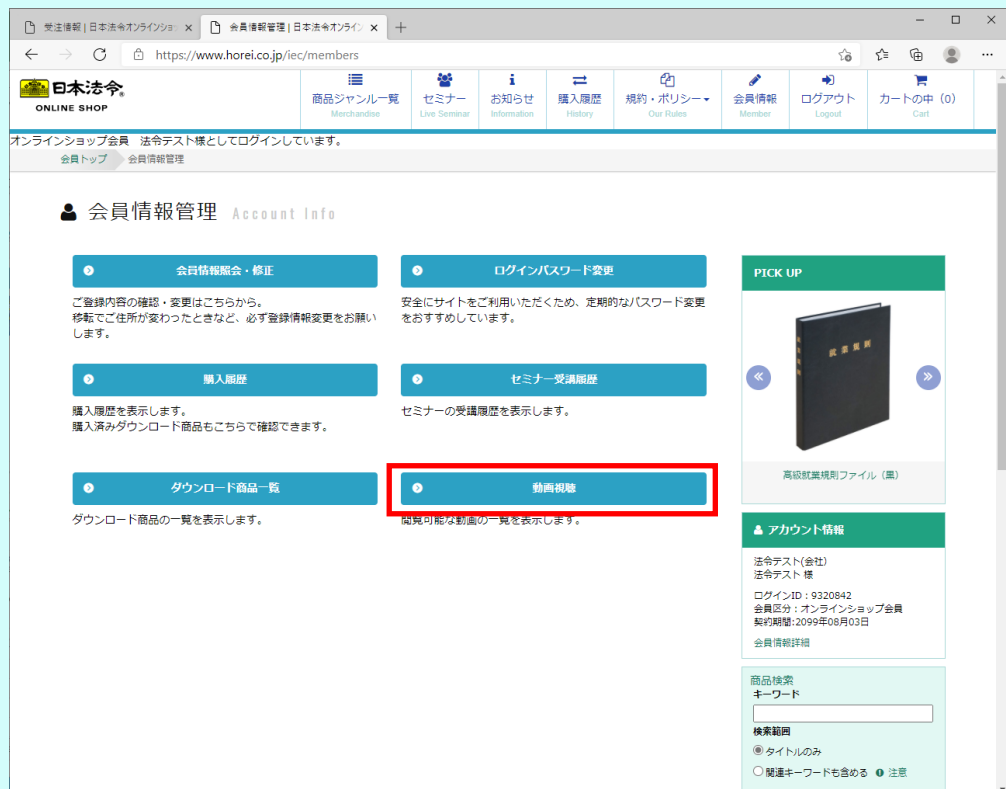 受注情報 | 日本法令オンラインショ
会員情報管理 | 日本法令オンライン
https://www.horei.co.jp/iec/members
日本法令®
ONLINE SHOP
商品ジャンル一覧
Merchandise
セミナー
Live Seminar
お知らせ
Information
購入履歴
History
規約・ポリシー
Our Rules
会員情報
Member
ログアウト
Logout
カートの中（0）
Cart
オンラインショップ会員　法令テスト様としてログインしています。
会員トップ
会員情報管理
会員情報管理 Account Info
会員情報照会・修正
ご登録内容の確認・変更はこちらから。
移転でご住所が変わったときなど、必ず登録情報変更をお願い
します。
ログインパスワード変更
安全にサイトをご利用いただくため、定期的なパスワード変更
をおすすめしています。
購入履歴
購入履歴を表示します。
購入済みダウンロード商品もこちらで確認できます。
セミナー受講履歴
セミナーの受講履歴を表示します。
ダウンロード商品一覧
ダウンロード商品の一覧を表示します。
動画視聴
閲覧可能な動画の一覧を表示します。
PICK UP
就業規則
就業規則
高級就業規則ファイル（黒）
アカウント情報
法令テスト(会社)
法令テスト 様
ログインID：9320842
会員区分：オンラインショップ会員
契約期間:2099年08月03日
会員情報詳細
商品検索
キーワード
検索範囲
タイトルのみ
関連キーワードも含める
注意